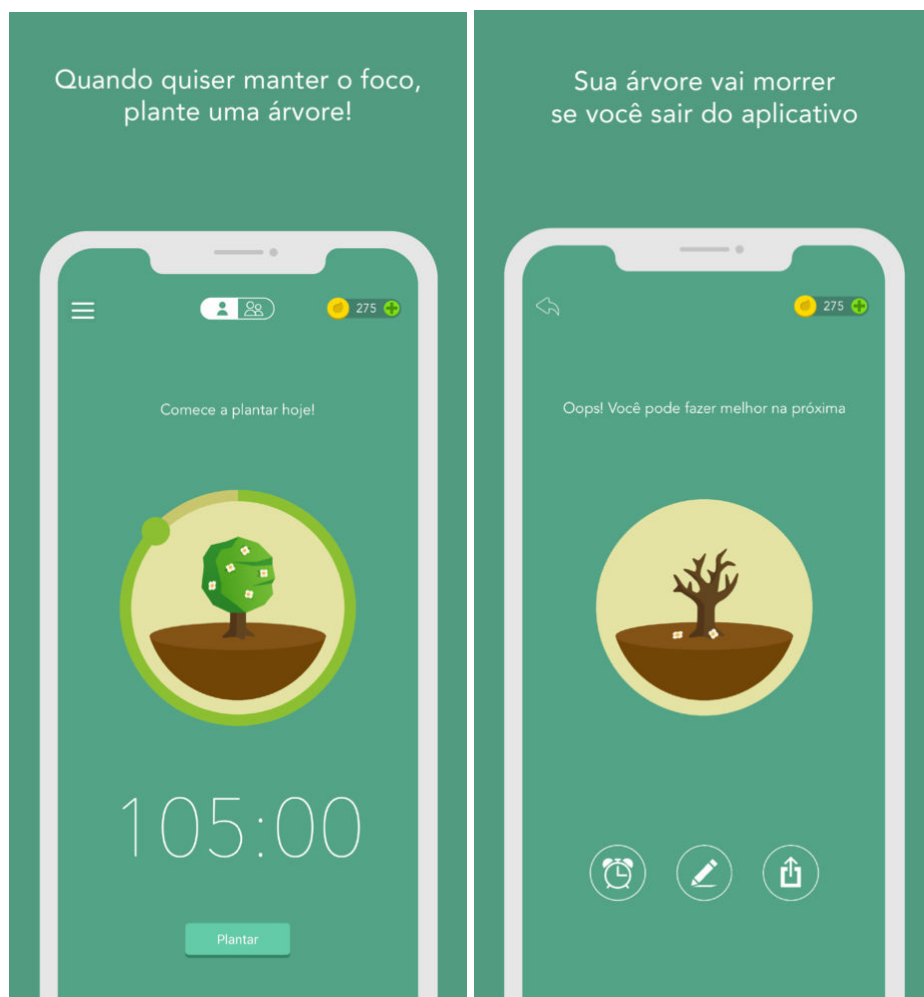 Quando quiser manter o foco,
plante uma árvore!
275
Comece a plantar hoje!
105:00
Plantar
Sua árvore vai morrer
se você sair do aplicativo
275
Oops! Você pode fazer melhor na próxima